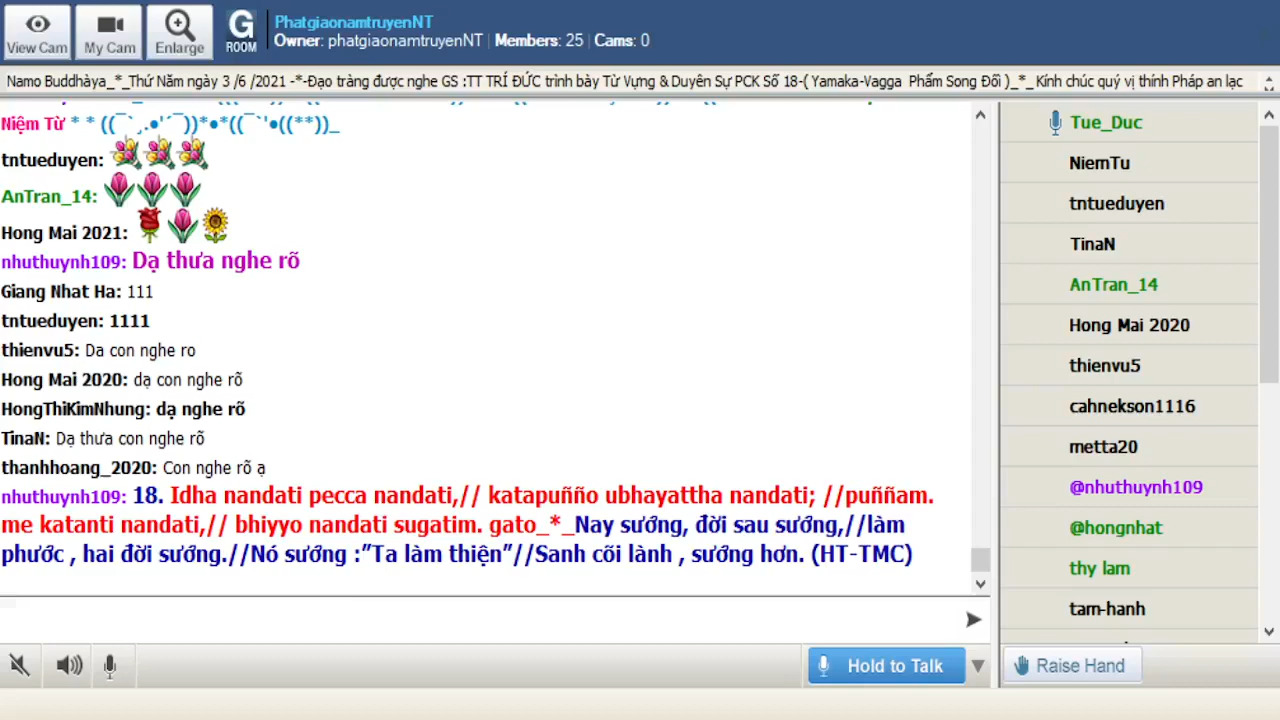 View Cam
My Cam
Enlarge
G
ROOM
PhatgiaonamtruyenNT
Owner: phatgiaonamtruyenNT | Members: 25 | Cams: 0
Namo Buddhàya_*_Thứ Năm ngày 3 /6 /2021 -*-Đạo tràng được nghe GS :TT TRÍ ĐỨC trình bày Từ Vựng & Duyên Sự PCK Số 18-( Yamaka-Vagga Phẩm Song Đối )_*_ Kính chúc quý vị thính Pháp an lạc
Niệm Từ * * ((¯`¸.•'´¯))*•*((¯`'•((**))_
tntueduyen:
AnTran_14:
Hong Mai 2021:
nhuthuynh109: Dạ thưa nghe rõ
Giang Nhat Ha: 111
tntueduyen: 1111
thienvu5: Da con nghe ro
Hong Mai 2020: dạ con nghe rõ
HongThiKimNhung: dạ nghe rõ
TinaN: Dạ thưa con nghe rõ
thanhhoang_2020: Con nghe rõ ạ
nhuthuynh109: 18. Idha nandati pecca nandati,// katapuñño ubhayattha nandati; //puññam.
me katanti nandati,// bhiyyo nandati sugatim. gato_*_Nay sướng, đời sau sướng,//làm
phước , hai đời sướng.//Nó sướng :”Ta làm thiện”//Sanh cõi lành , sướng hơn. (HT-TMC)
Tue_Duc
NiemTu
tntueduyen
TinaN
AnTran_14
Hong Mai 2020
thienvu5
cahnekson1116
metta20
@nhuthuynh109
@hongnhat
thy lam
tam-hanh
Hold to Talk
Raise Hand